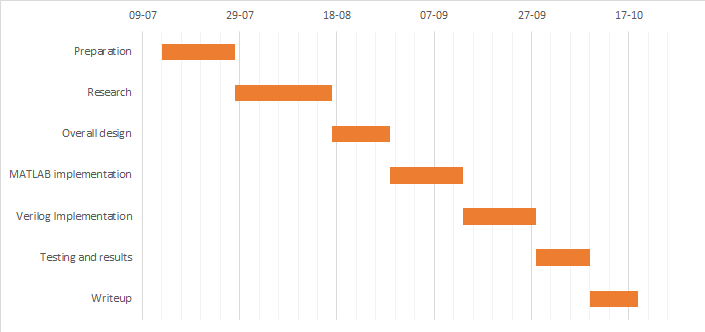 09-07 29-07 18-08 07-09 27-09 17-10
Preparation
Research
Overall design
MATLAB implementation
Verilog Implementation
Testing and results
Writeup